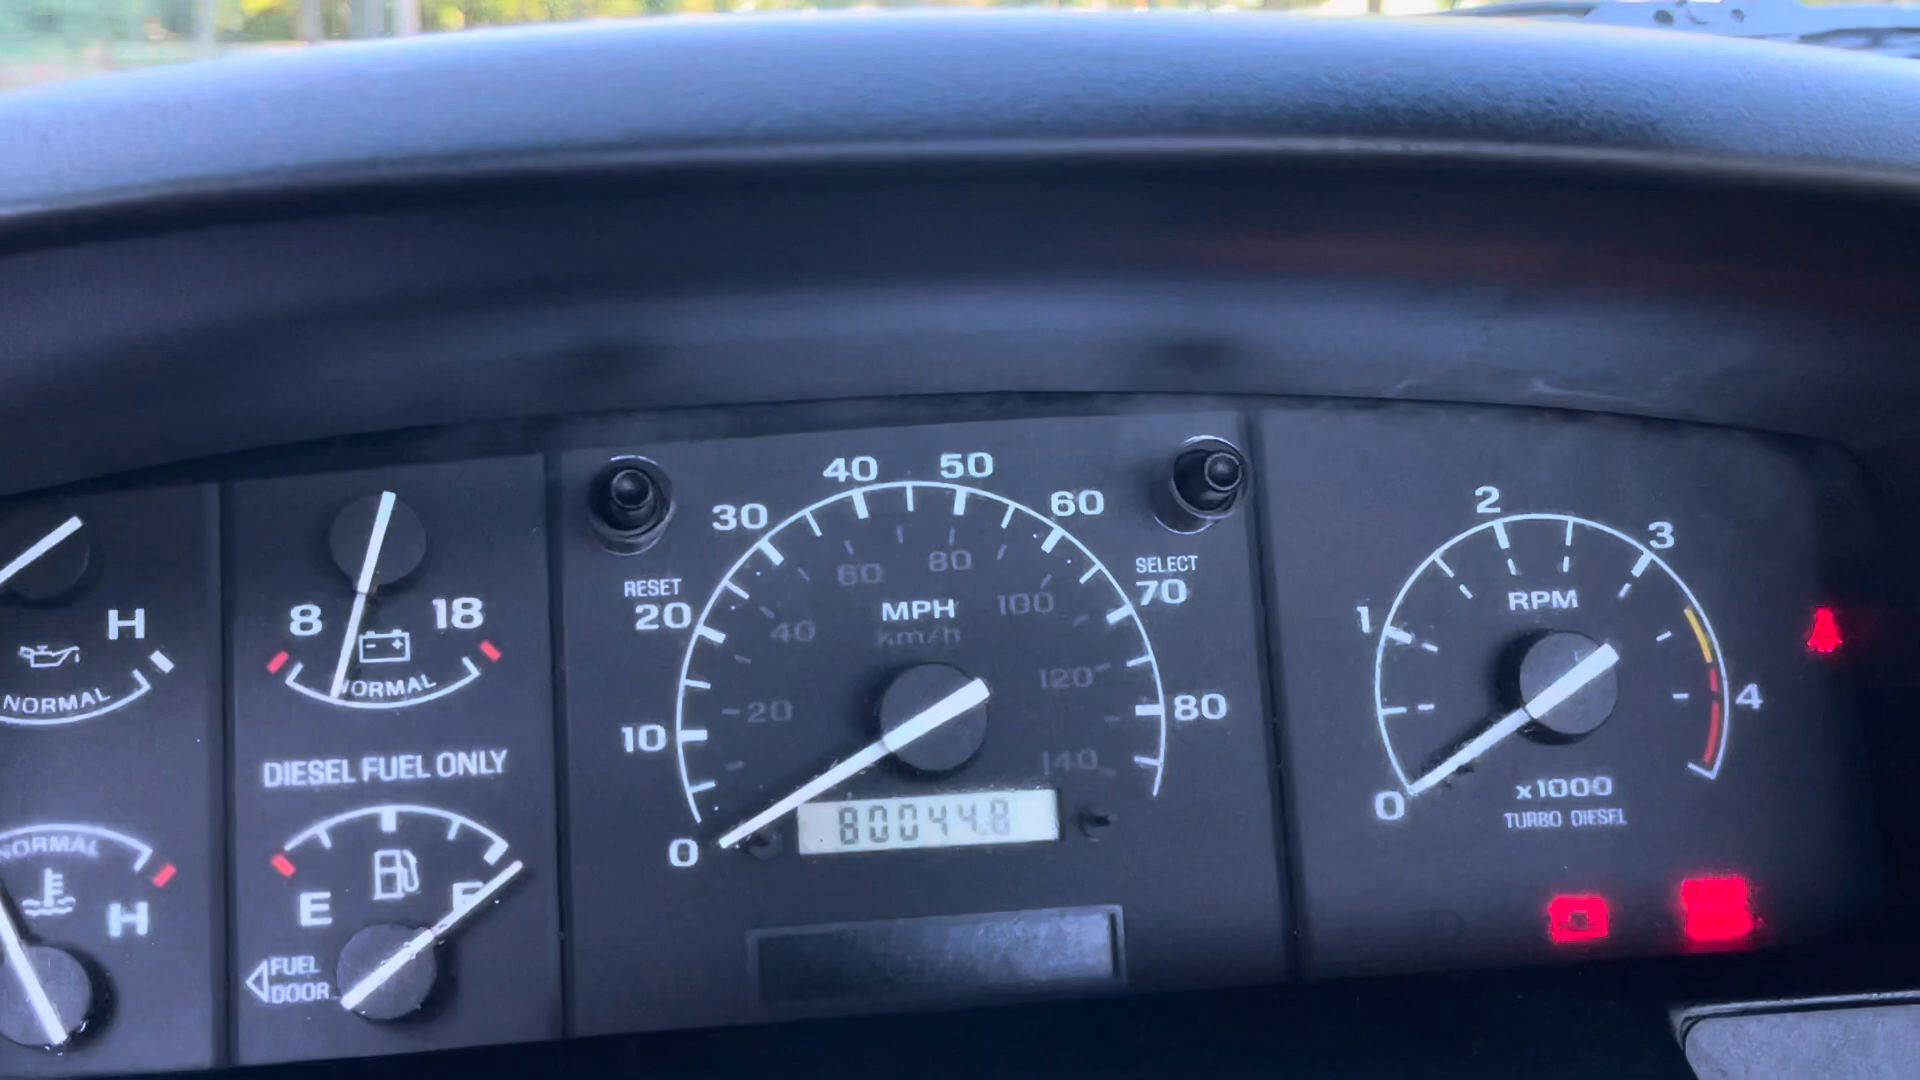 H
NORMAL
8 18
NORMAL
DIESEL FUEL ONLY
NORMAL
H
E F
FUEL
DOOR
RESET
SELECT
0 10 20 30 40 50 60 70 80
20 40 60 80 100 120 140
MPH
km/h
80044.8
0 1 2 3 4
RPM
x1000
TURBO DIESEL